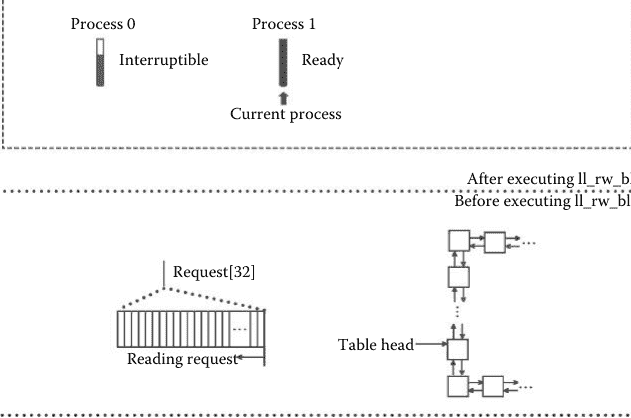 Process 0
Process 1
Interruptible
Ready
Current process
After executing ll_rw_bl
Before executing ll_rw_bl
Request[32]
...
...
...
Reading request
Table head
...